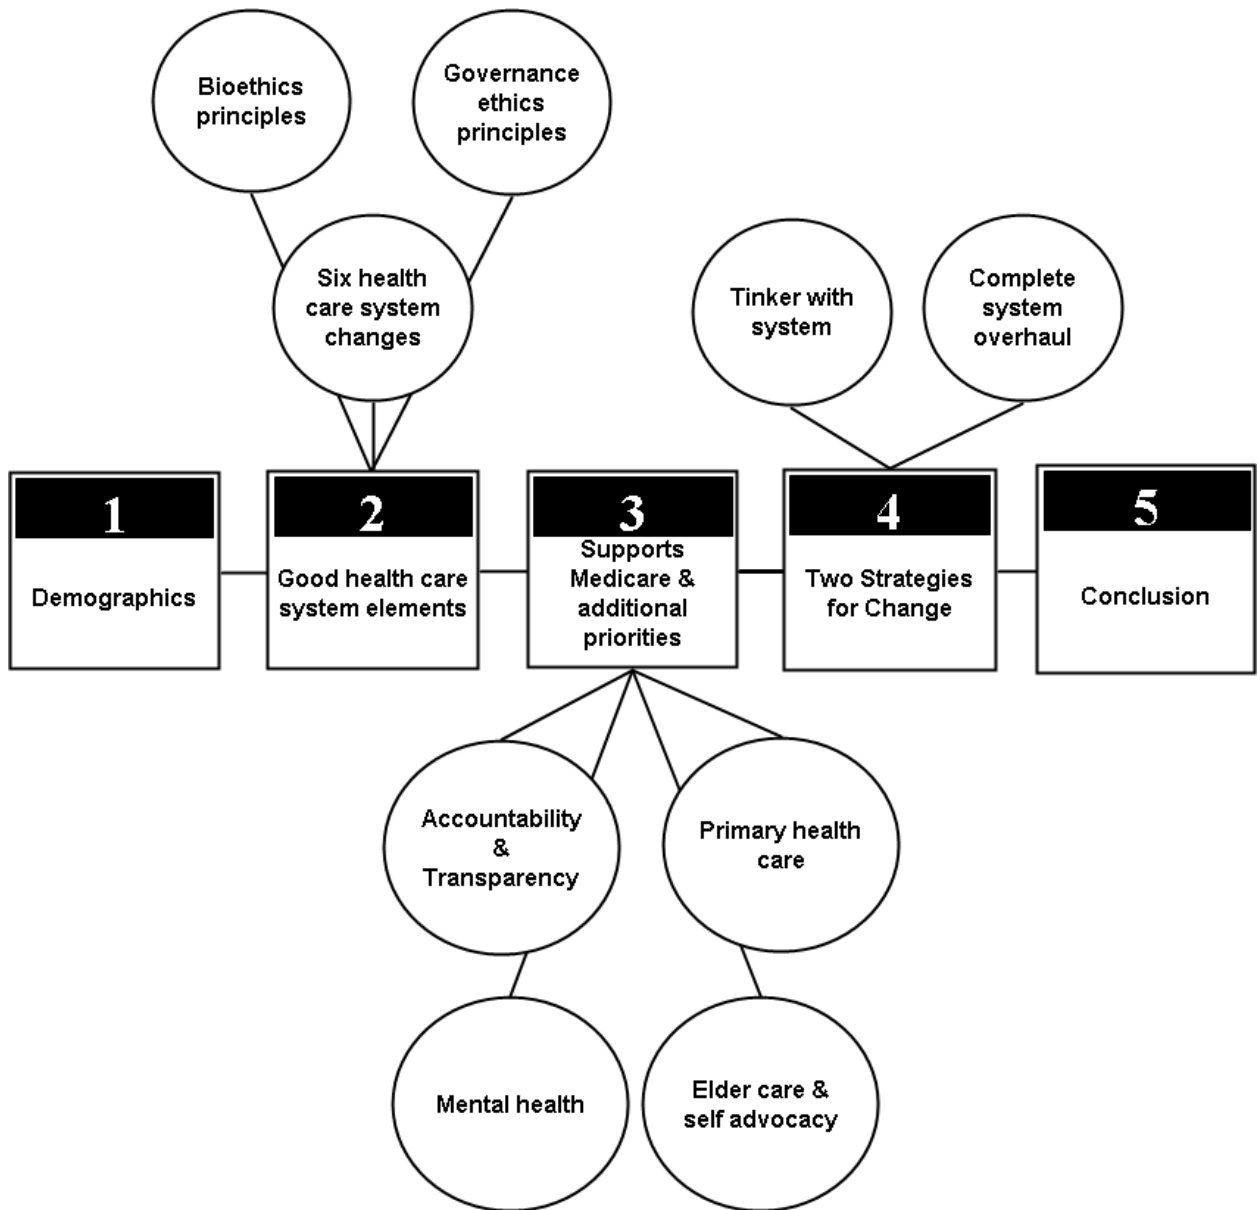 Bioethics
principles
Governance
ethics
principles
Six health
care system
changes
Tinker with
system
Complete
system
overhaul
1
Demographics
2
Good health care
system elements
3
Supports
Medicare &
additional
priorities
4
Two Strategies
for Change
5
Conclusion
Accountability
&
Transparency
Primary health
care
Mental health
Elder care &
self advocacy